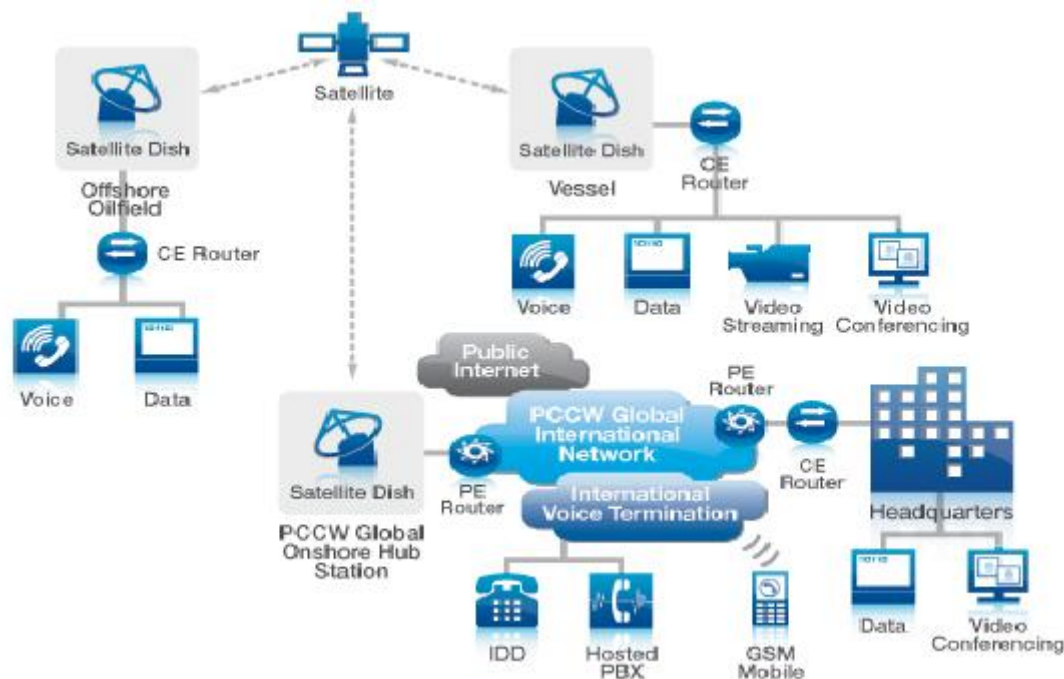 Satellite
Satellite Dish
Offshore
Oilfield
CE Router
Voice
Data
Satellite Dish
Vessel
CE
Router
Voice
Data
Video
Streaming
Video
Conferencing
Public
Internet
PCCW Global
International
Network
PE
Router
CE
Router
Headquarters
Data
Video
Conferencing
Satellite Dish
PCCW Global
Onshore Hub
Station
PE
Router
International
Voice Termination
IDD
Hosted
PBX
GSM
Mobile